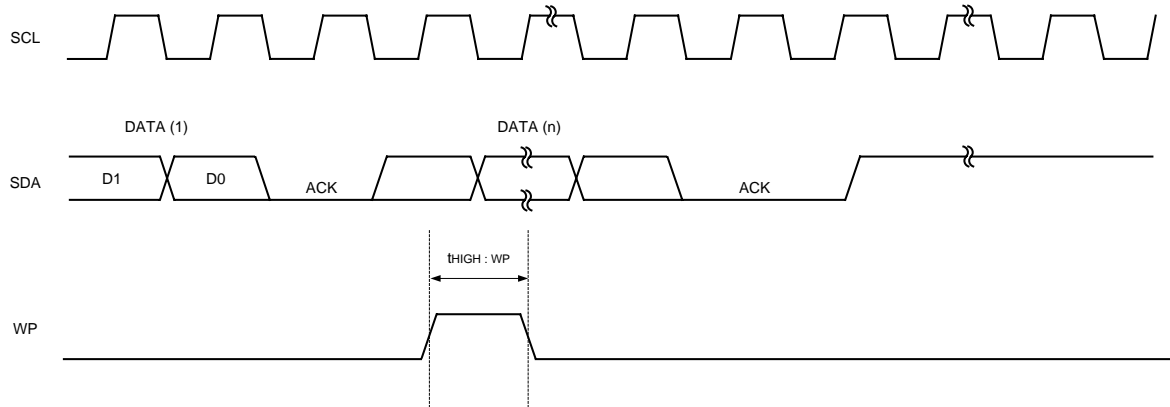 SCL
DATA (1)
DATA (n)
SDA
D1
D0
ACK
ACK
tHIGH : WP
WP